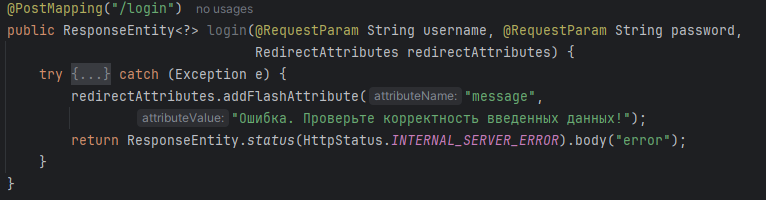 @PostMapping("/login") no usages
public ResponseEntity<?> login(@RequestParam String username, @RequestParam String password,
RedirectAttributes redirectAttributes) {
try {...} catch (Exception e) {
redirectAttributes.addFlashAttribute( attributeName: "message",
attributeValue: "Ошибка. Проверьте корректность введенных данных!");
return ResponseEntity.status(HttpStatus.INTERNAL_SERVER_ERROR).body("error");
}
}